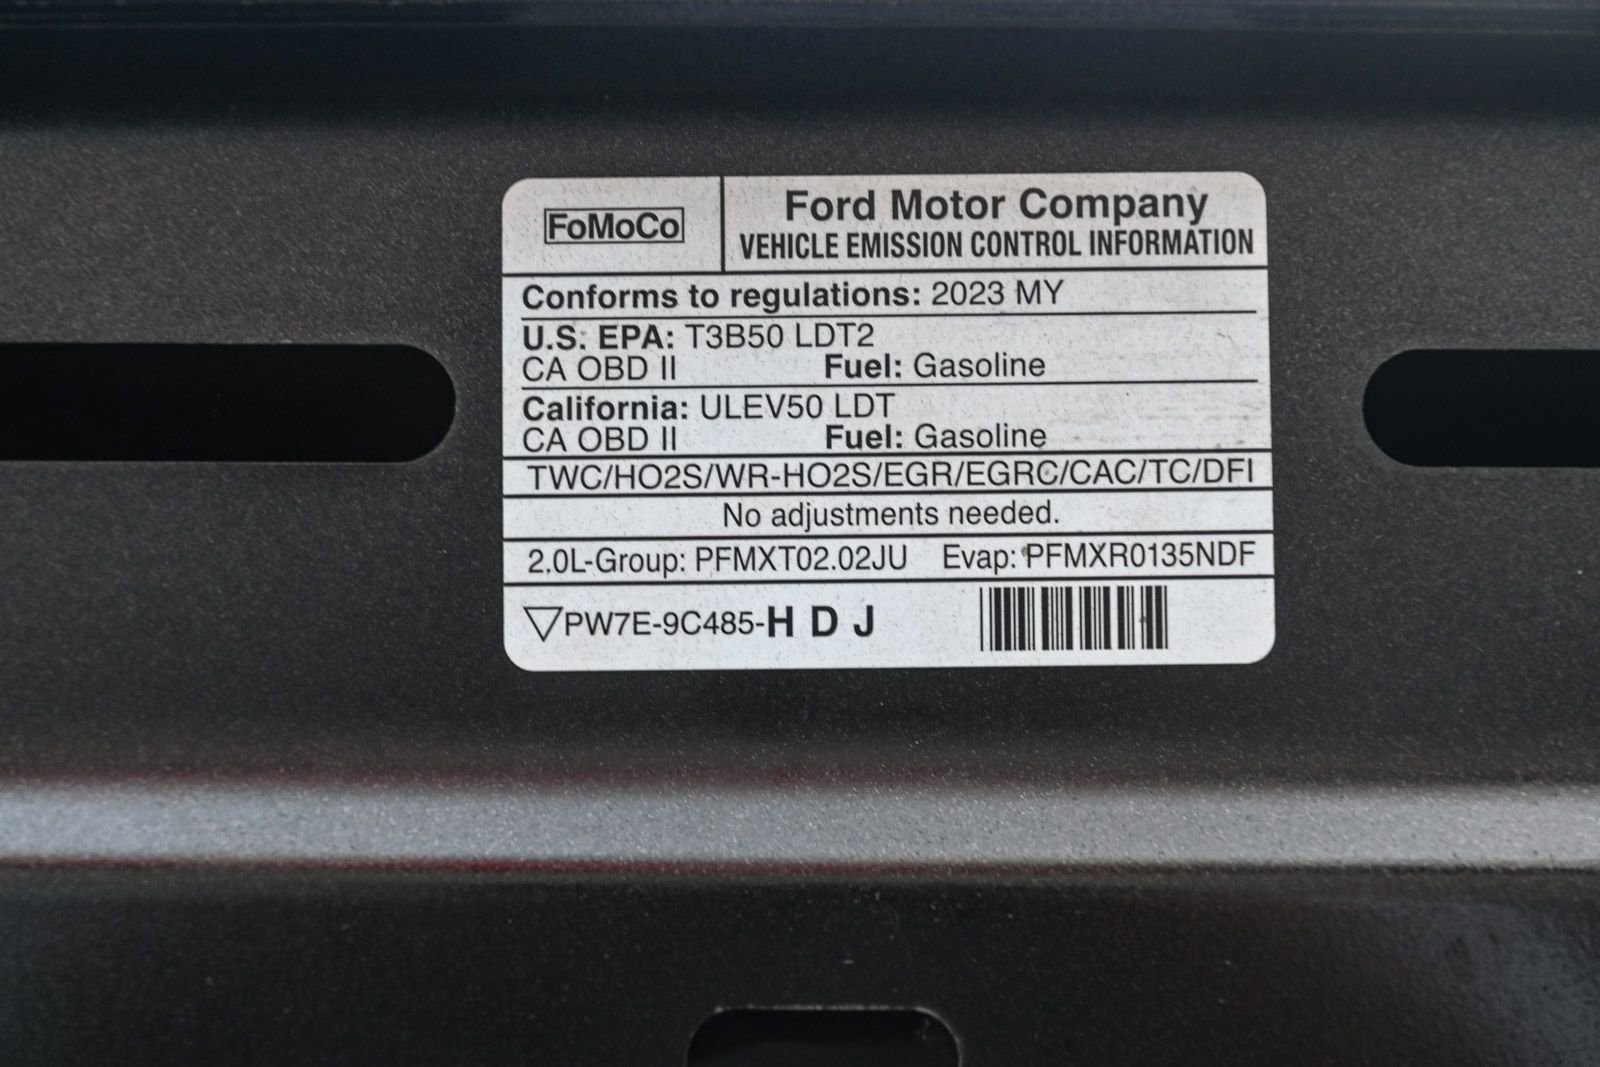 FoMoCo
Ford Motor Company
VEHICLE EMISSION CONTROL INFORMATION
Conforms to regulations: 2023 MY
U.S. EPA: T3B50 LDT2
CA OBD II Fuel: Gasoline
California: ULEV50 LDT
CA OBD II Fuel: Gasoline
TWC/HO2S/WR-HO2S/EGR/EGRC/CAC/TC/DFI
No adjustments needed.
2.0L-Group: PFMXT02.02JU Evap: PFMXR0135NDF
PW7E-9C485-H D J